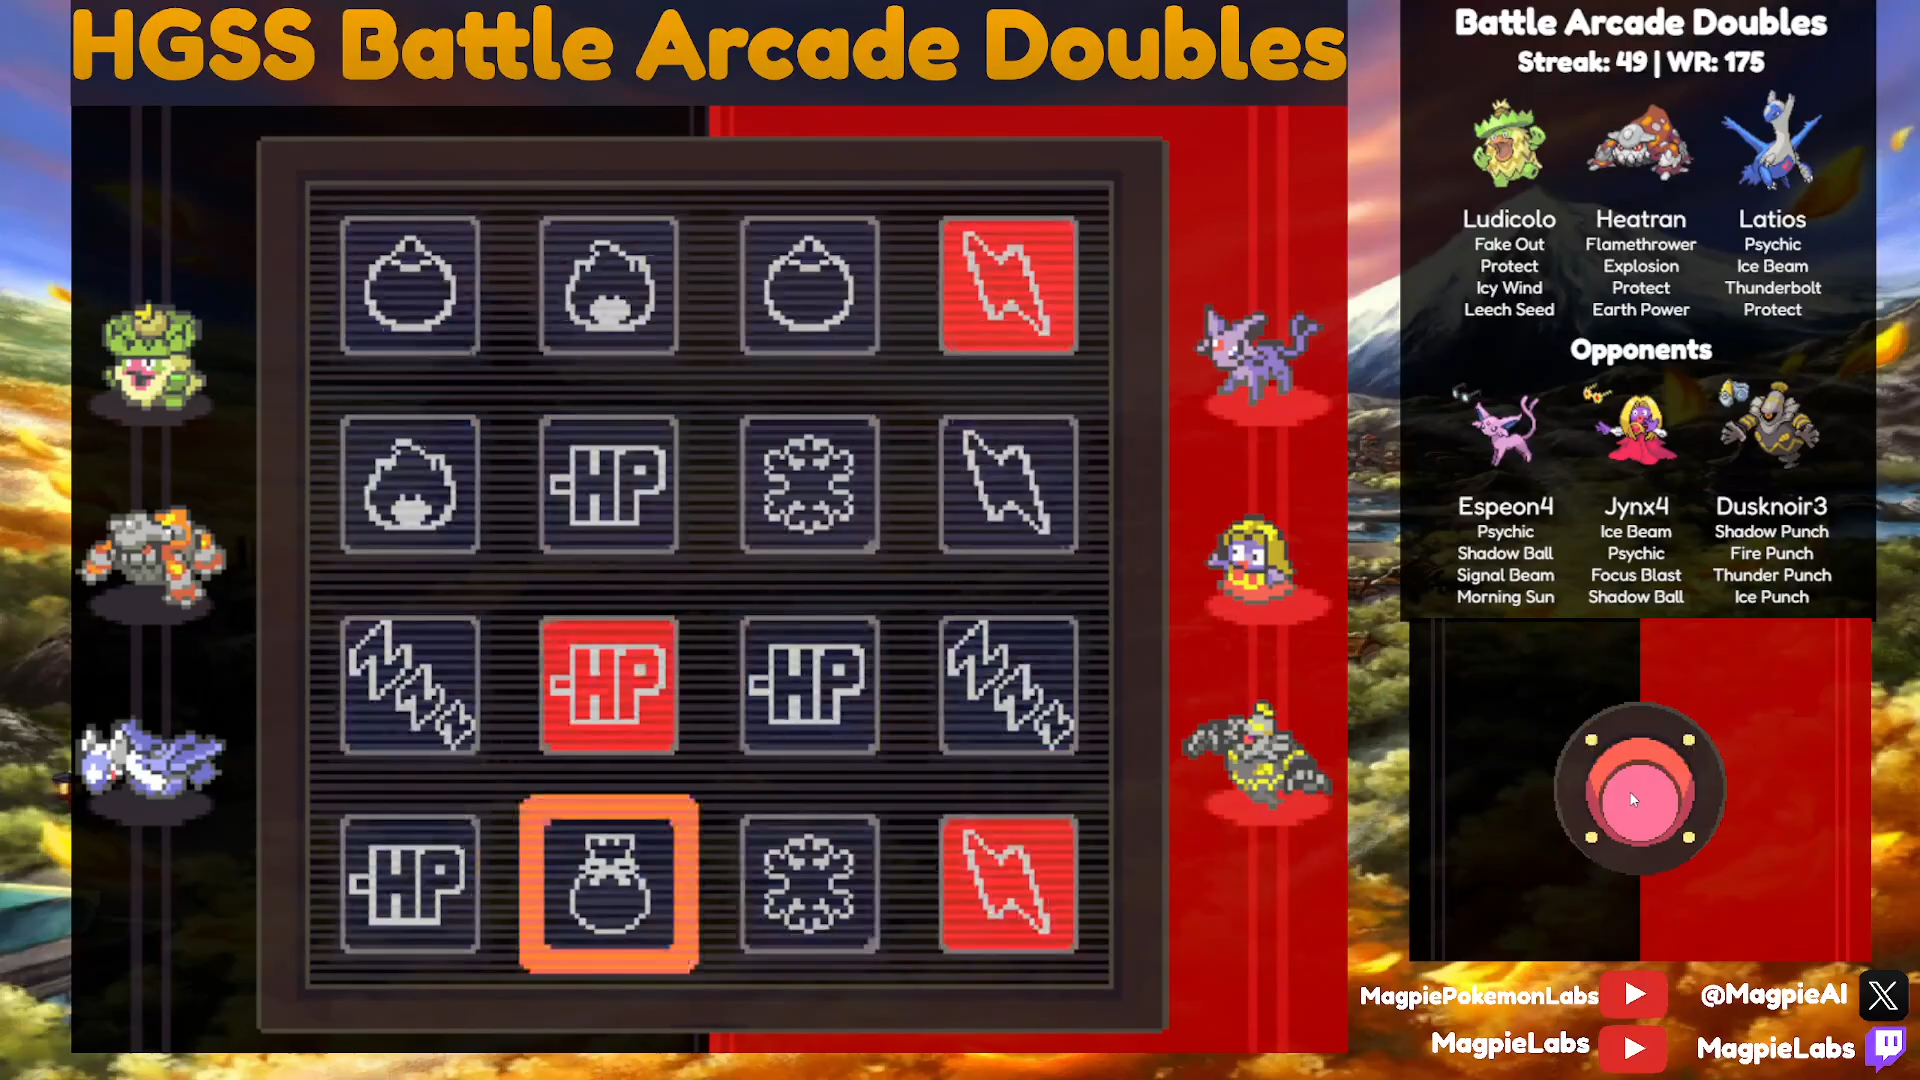 HGSS Battle Arcade Doubles
-HP
-HP
-HP
-HP
Battle Arcade Doubles
Streak: 49 | WR: 175
Ludicolo
Fake Out
Protect
Icy Wind
Leech Seed
Heatran
Flamethrower
Explosion
Protect
Earth Power
Latios
Psychic
Ice Beam
Thunderbolt
Protect
Opponents
Espeon4
Psychic
Shadow Ball
Signal Beam
Morning Sun
Jynx4
Ice Beam
Psychic
Focus Blast
Shadow Ball
Dusknoir3
Shadow Punch
Fire Punch
Thunder Punch
Ice Punch
MagpiePokemonLabs
@MagpieAI
MagpieLabs
MagpieLabs